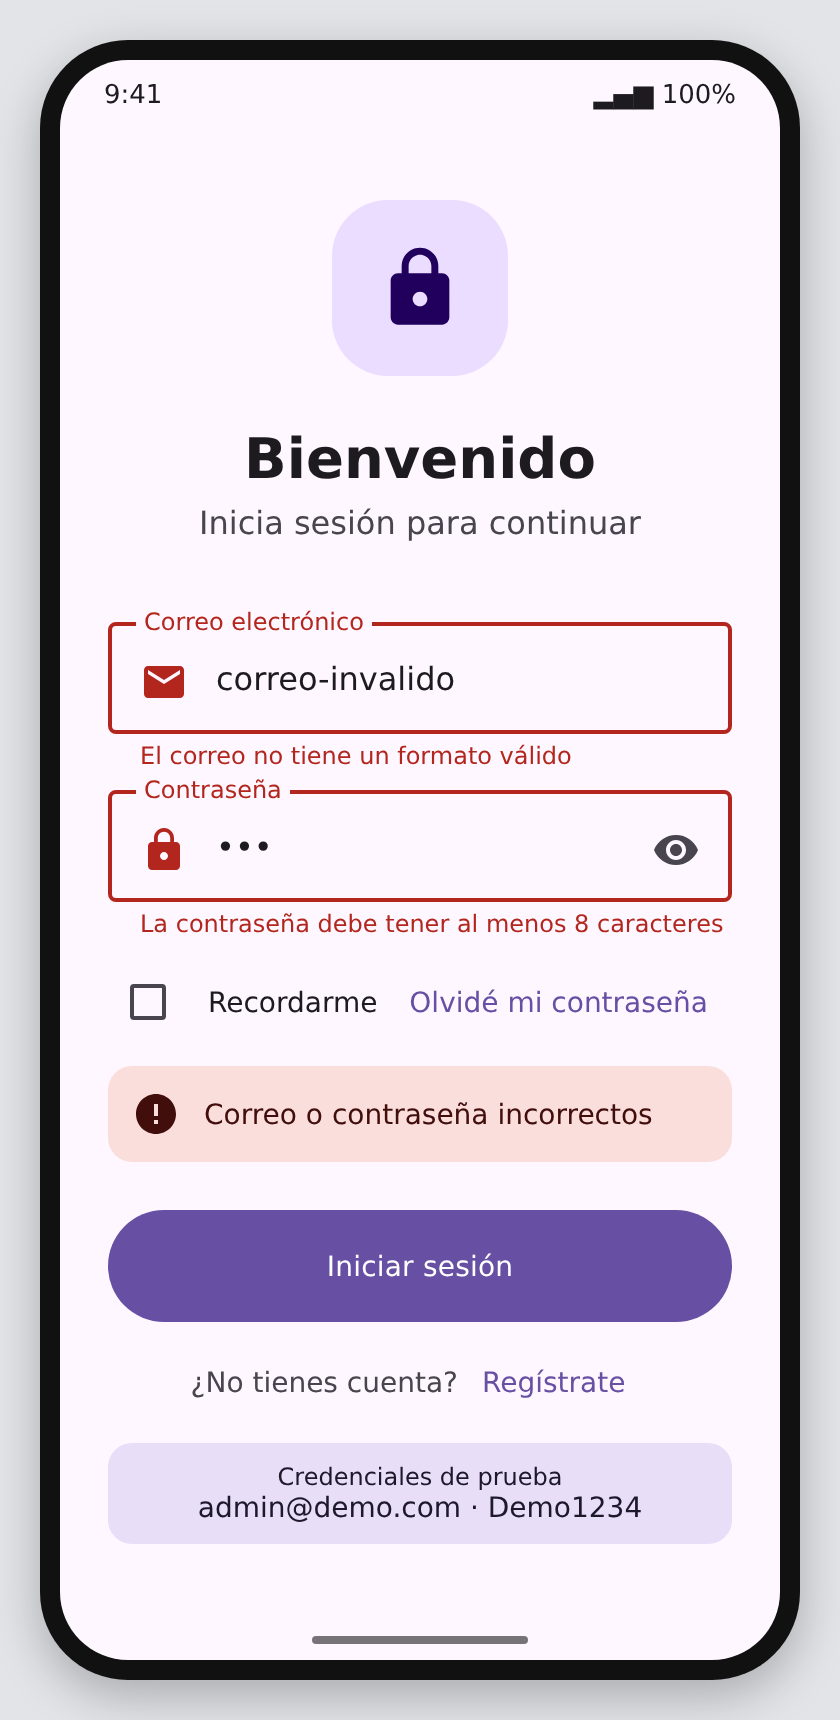 9:41
100%
Bienvenido
Inicia sesión para continuar
Correo electrónico
correo-invalido
El correo no tiene un formato válido
Contraseña
•••
La contraseña debe tener al menos 8 caracteres
Recordarme Olvidé mi contraseña
Correo o contraseña incorrectos
Iniciar sesión
¿No tienes cuenta? Regístrate
Credenciales de prueba
admin@demo.com · Demo1234